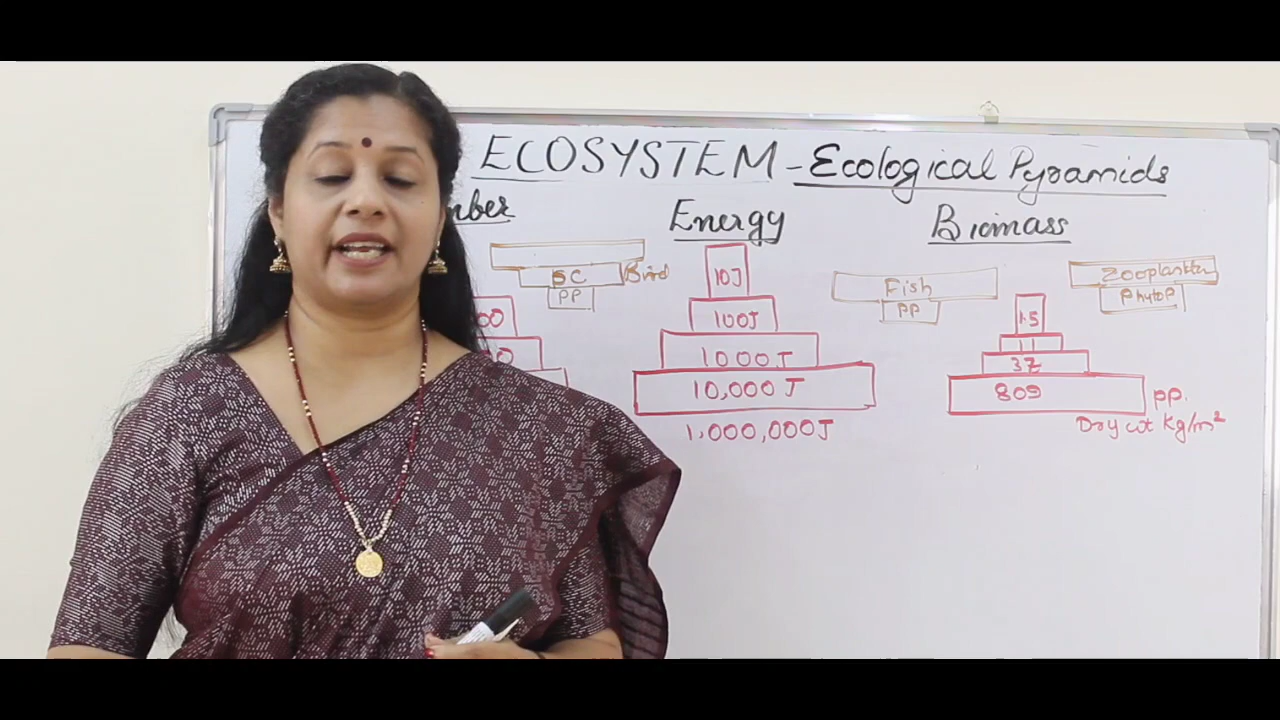 ECOSYSTEM - Ecological Pyramids
Energy
Biomass
SC
Bird
PP
10J
100J
1000J
10,000 J
1,000,000J
Fish
PP
Zooplankton
PhytoP
1.5
11
37
809
PP.
Dry wt Kg/m²